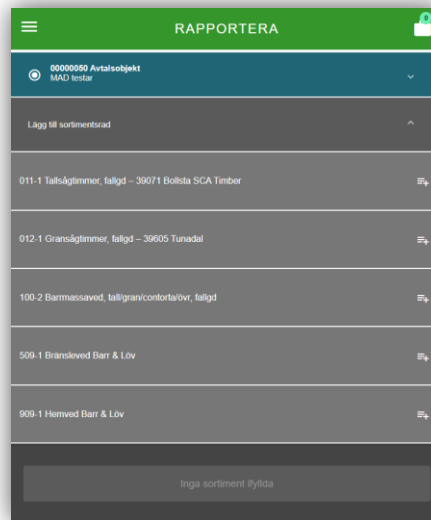 RAPPORTERA
0
00000050 Avtalsobjekt
MAD testar
Lägg till sortimentsrad
011-1 Tallsågtimmer, fallgd – 39071 Bollsta SCA Timber
012-1 Gransågtimmer, fallgd – 39605 Tunadal
100-2 Barrmassaved, tall/gran/contorta/övr, fallgd
509-1 Bränsleved Barr & Löv
909-1 Hemved Barr & Löv
Inga sortiment ifyllda